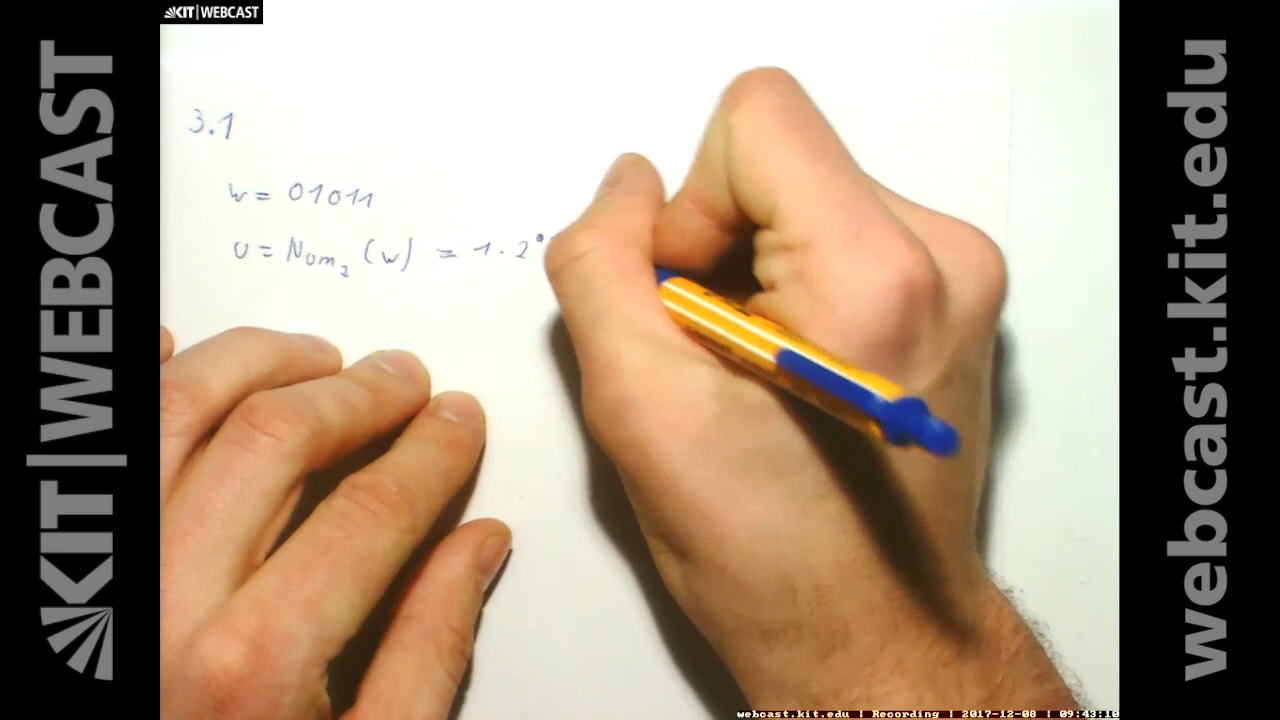 KIT|WEBCAST
KIT|WEBCAST
3.1
w = 01011
U = Num₂ (w) = 1·2⁰
webcast.kit.edu
webcast.kit.edu | Recording | 2017-12-08 | 09:43:10